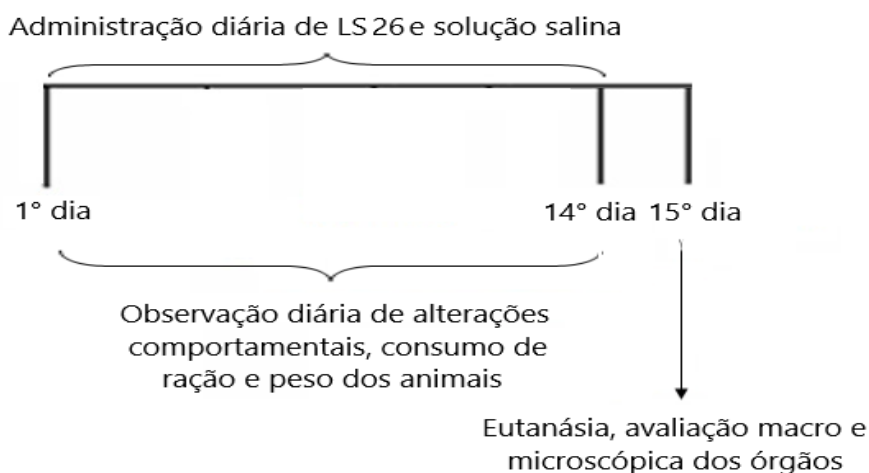 Administração diária de LS 26 e solução salina
1° dia
14° dia
15° dia
Observação diária de alterações
comportamentais, consumo de
ração e peso dos animais
Eutanásia, avaliação macro e
microscópica dos órgãos